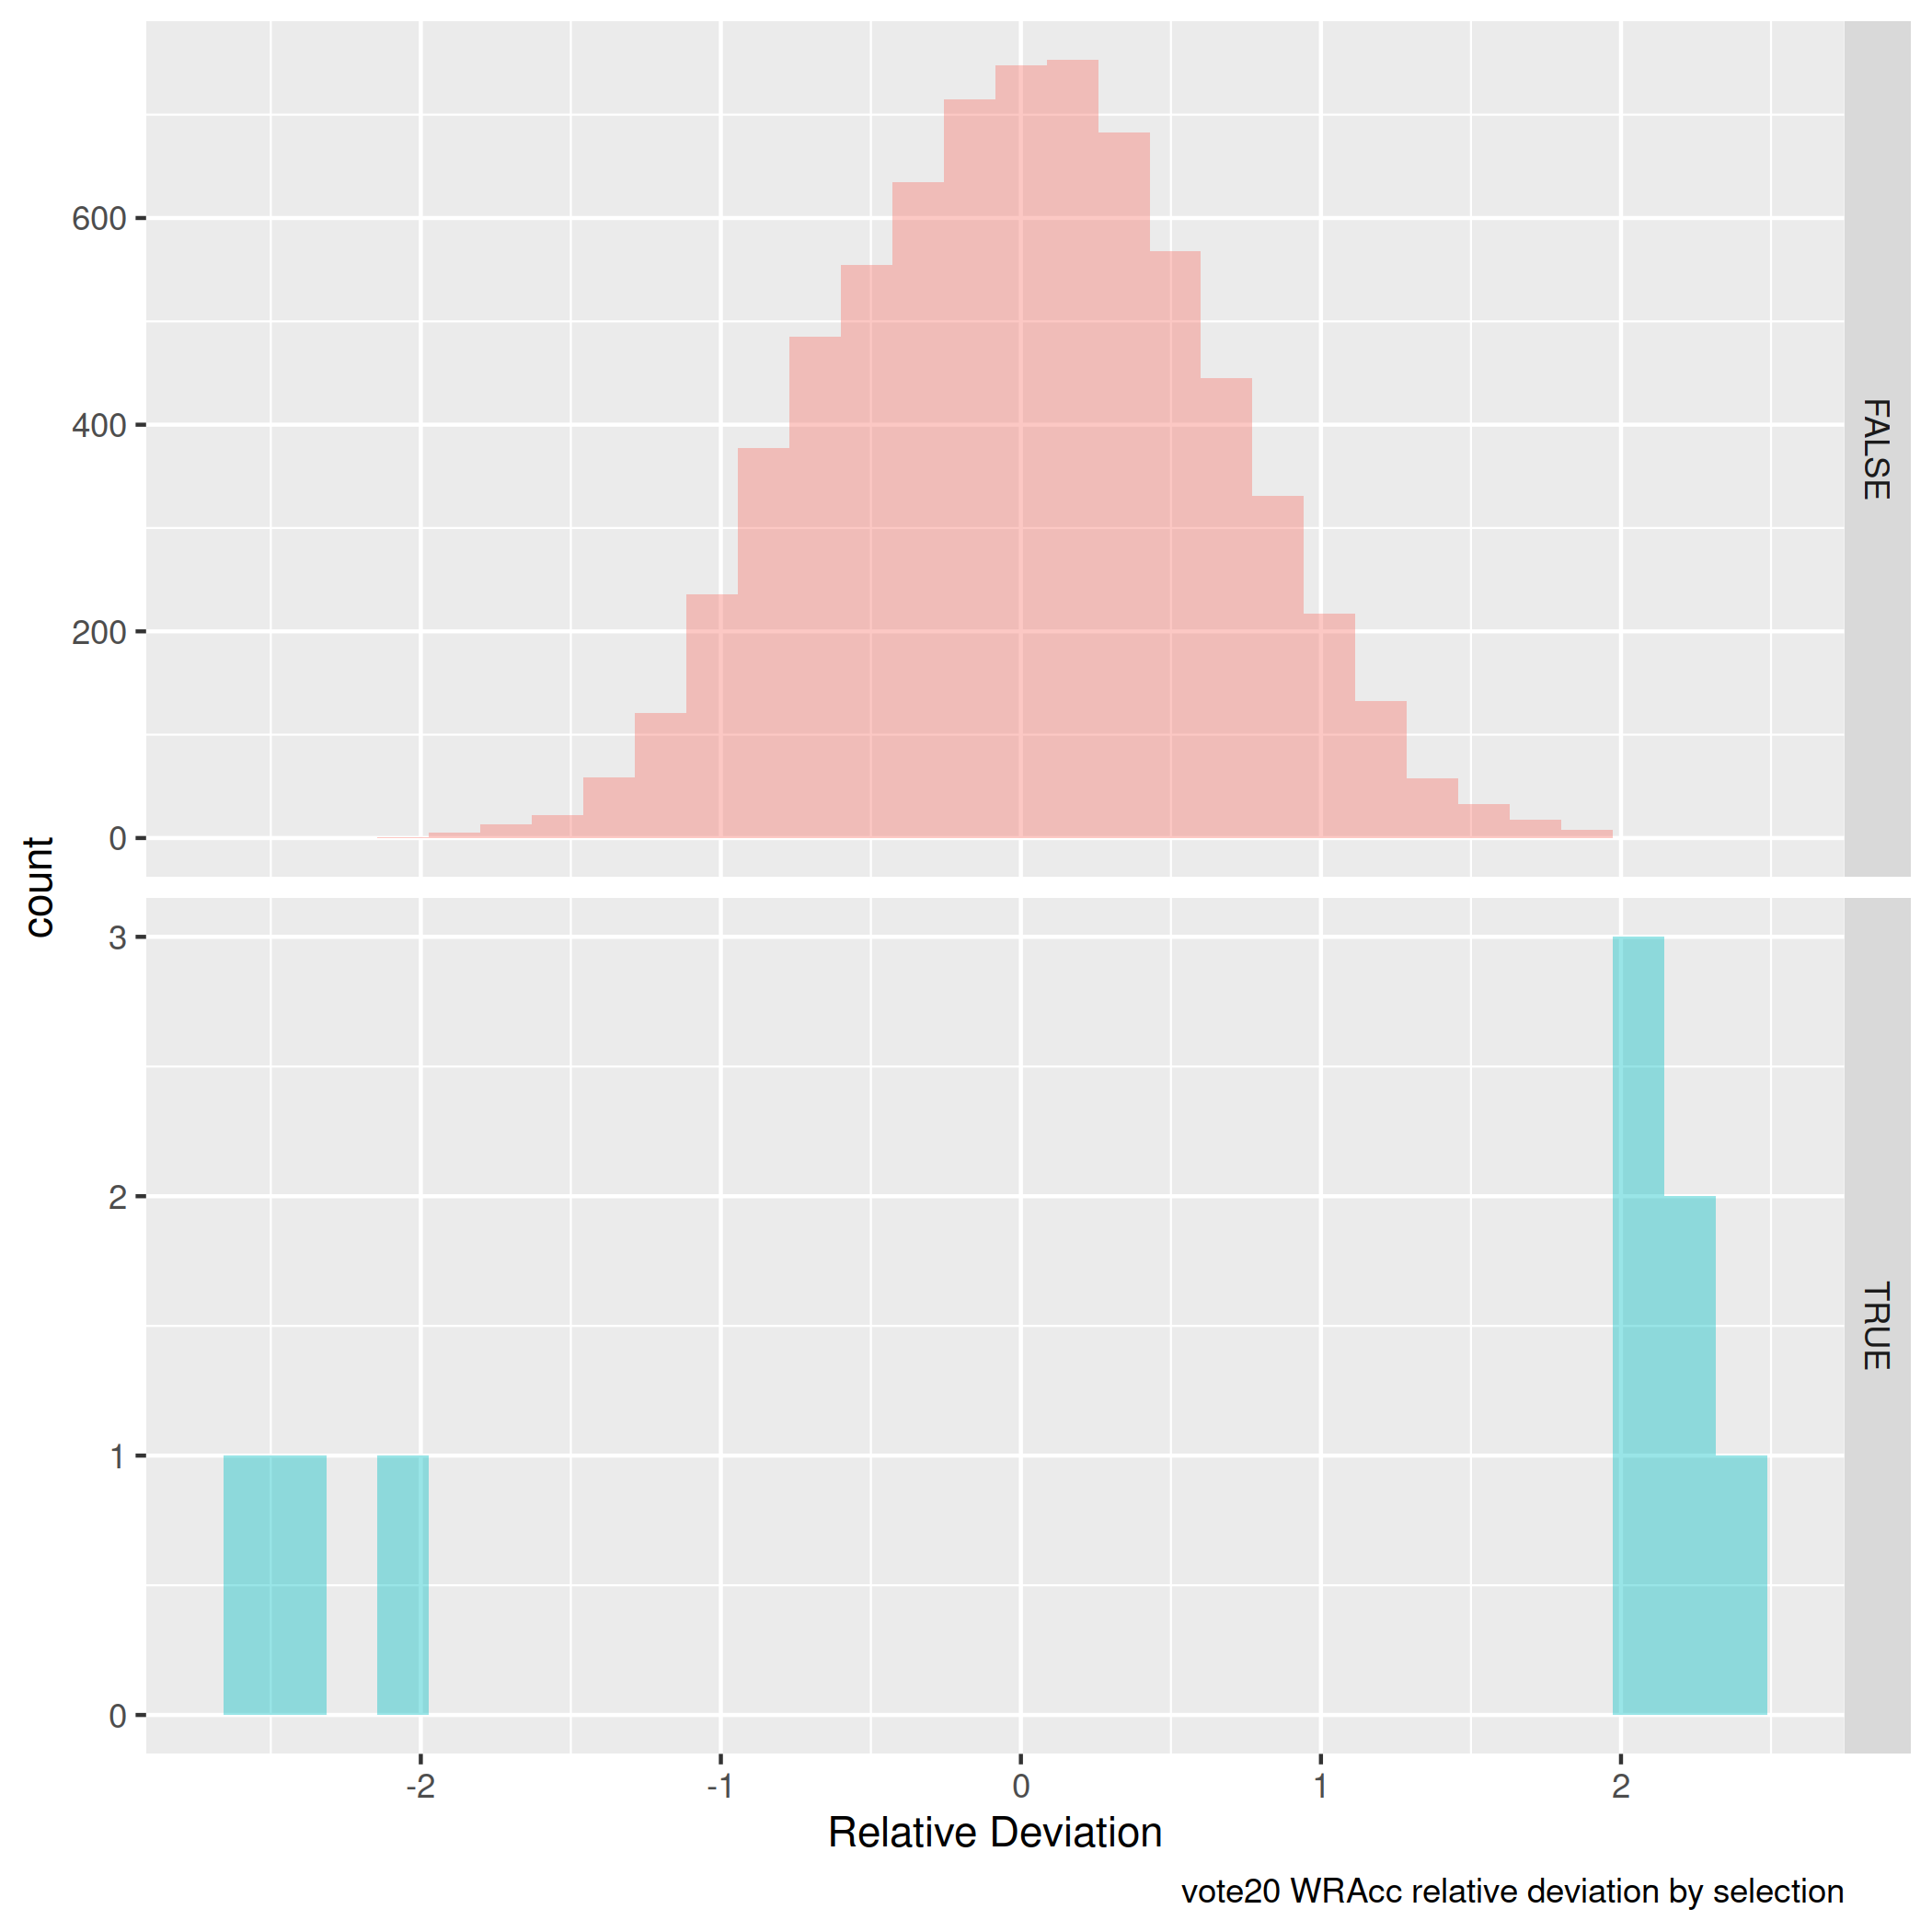 count
600
400
200
0
FALSE
3
2
1
0
TRUE
-2 -1 0 1 2
Relative Deviation
vote20 WRAcc relative deviation by selection